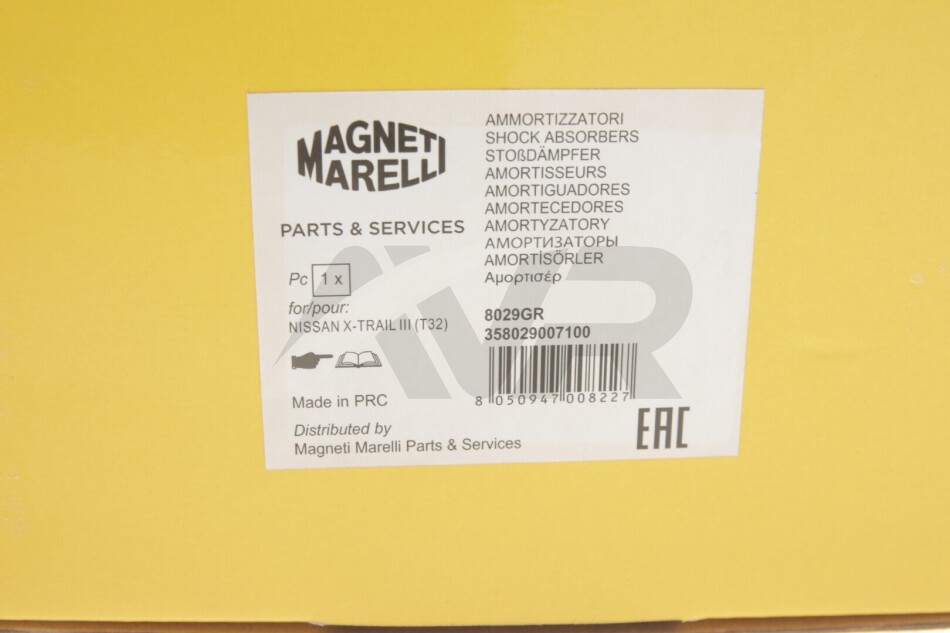 MAGNETI
MARELLI
PARTS & SERVICES
Pc 1 x
for/pour:
NISSAN X-TRAIL III (T32)
Made in PRC
Distributed by
Magneti Marelli Parts & Services
AMMORTIZZATORI
SHOCK ABSORBERS
STOßDÄMPFER
AMORTISSEURS
AMORTIGUADORES
AMORTECEDORES
AMORTYZATORY
АМОРТИЗАТОРЫ
AMORTİSÖRLER
Αμορτισέρ
8029GR
358029007100
8 050947 008227
EAC
AVR